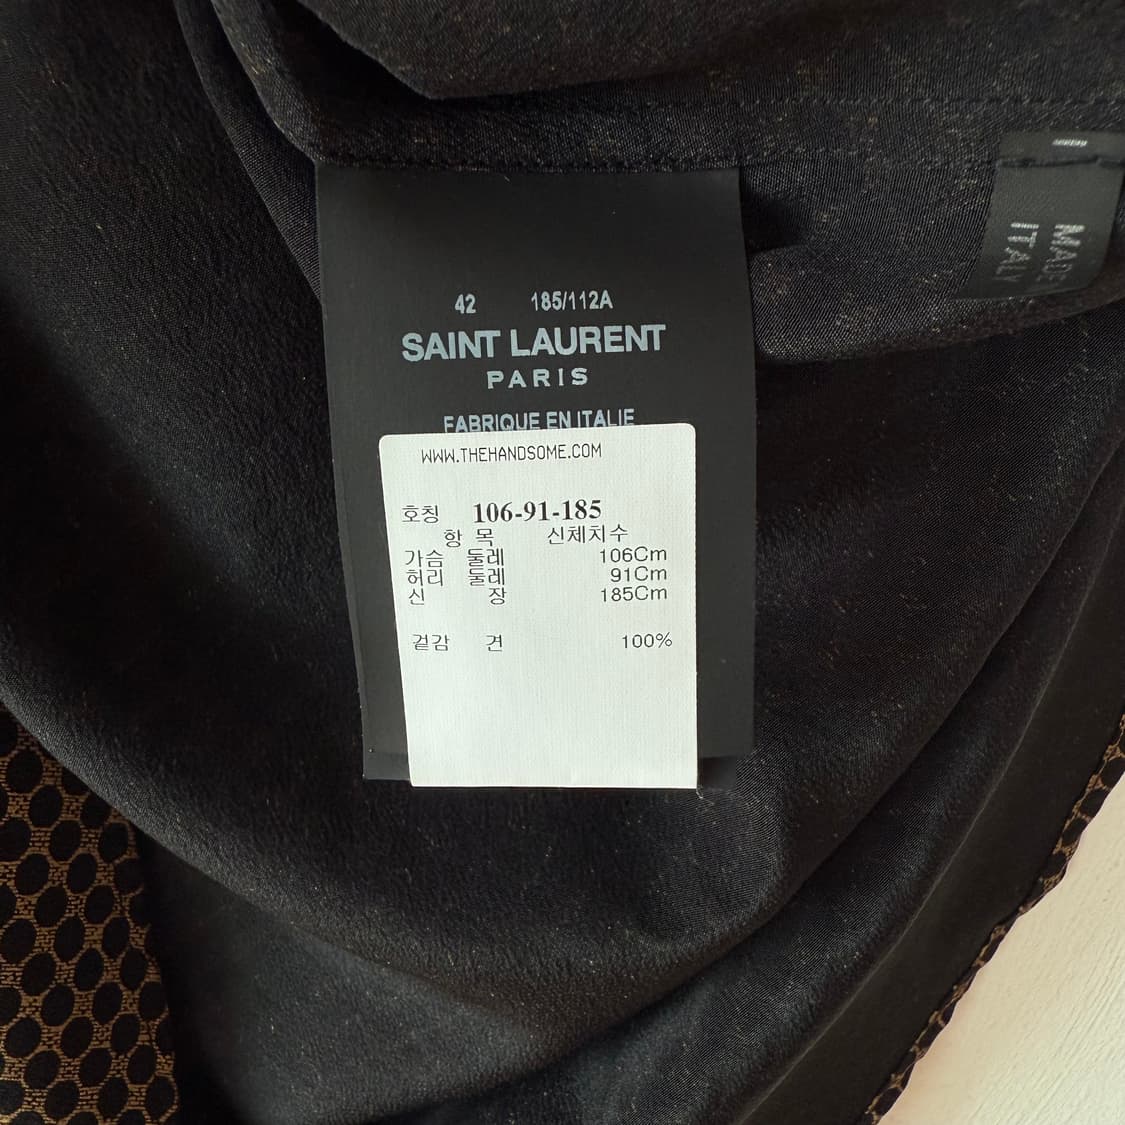 42 185/112A
SAINT LAURENT
PARIS
FABRIQUE EN ITALIE
WWW.THEHANDSOME.COM
호칭 106-91-185
항 목 신체치수
가슴 둘레 106Cm
허리 둘레 91Cm
신 장 185Cm
겉감 견 100%
ITALY